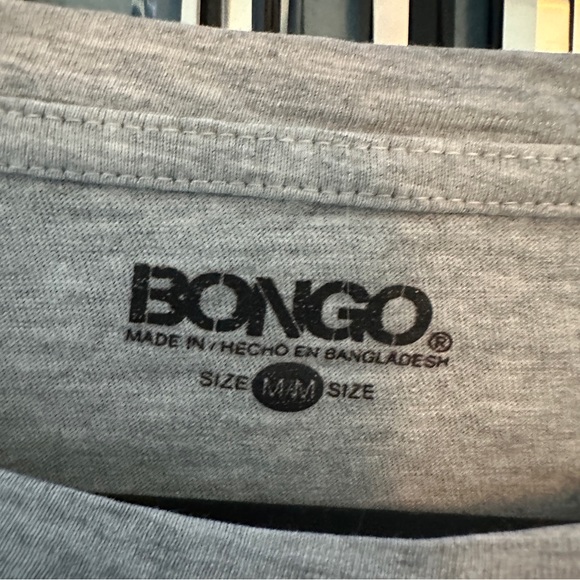 BONGO®
MADE IN / HECHO EN BANGLADESH
SIZE M/M SIZE